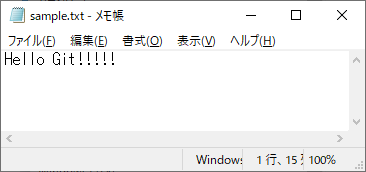 sample.txt - メモ帳
ファイル(F) 編集(E) 書式(O) 表示(V) ヘルプ(H)
Hello Git!!!!!
Windows 1 行、15 列 100%